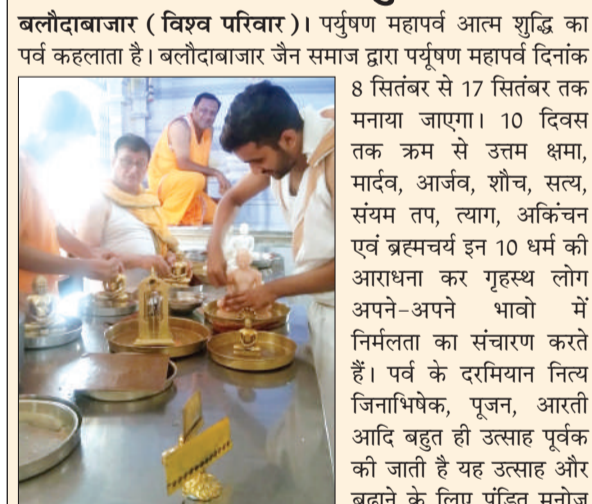 बलौदाबाजार ( विश्व परिवार )। पर्युषण महापर्व आत्म शुद्धि का
पर्व कहलाता है। बलौदाबाजार जैन समाज द्वारा पर्यूषण महापर्व दिनांक
8 सितंबर से 17 सितंबर तक
मनाया जाएगा। 10 दिवस
तक क्रम से उत्तम क्षमा,
मार्दव, आर्जव, शौच, सत्य,
संयम तप, त्याग, अकिंचन
एवं ब्रह्मचर्य इन 10 धर्म की
आराधना कर गृहस्थ लोग
अपने-अपने भावो में
निर्मलता का संचारण करते
हैं। पर्व के दरमियान नित्य
जिनाभिषेक, पूजन, आरती
आदि बहुत ही उत्साह पूर्वक
की जाती है यह उत्साह और
बढ़ाने के लिए पंडित मनोज